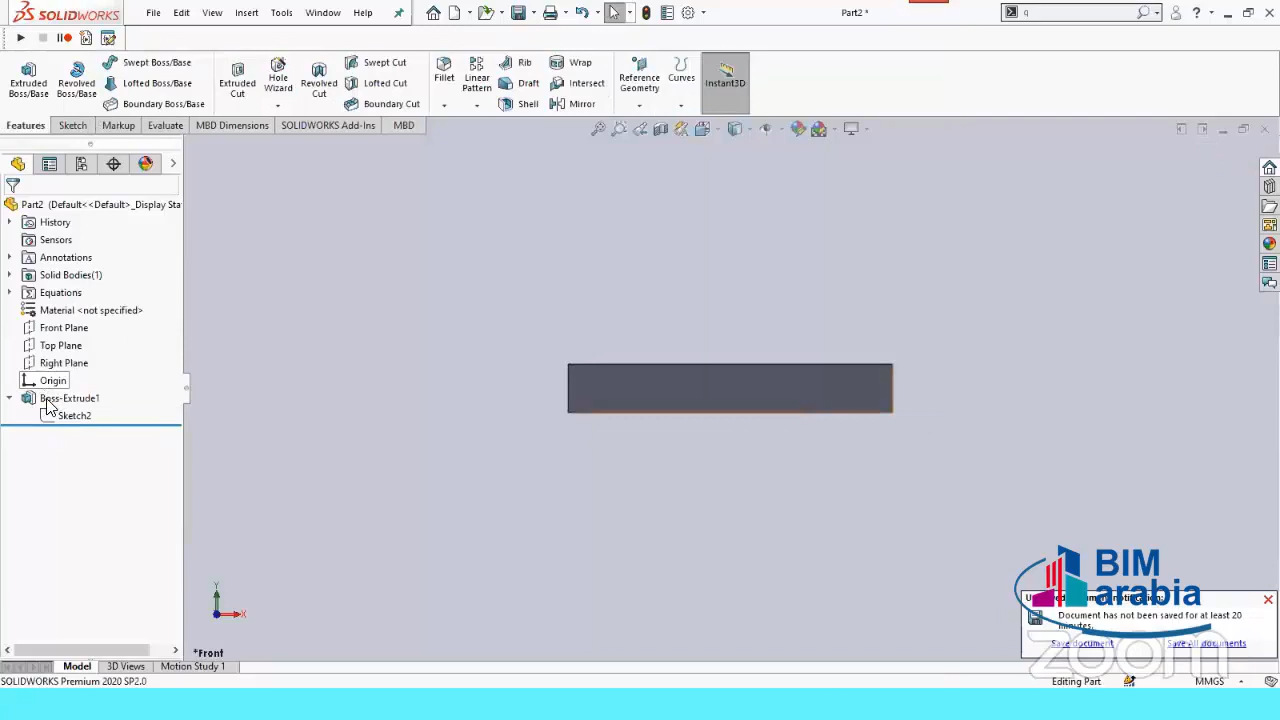 SOLIDWORKS
File Edit View Insert Tools Window Help
Part2 *
q
Extruded Boss/Base
Revolved Boss/Base
Swept Boss/Base
Lofted Boss/Base
Boundary Boss/Base
Extruded Cut
Hole Wizard
Revolved Cut
Swept Cut
Lofted Cut
Boundary Cut
Fillet
Linear Pattern
Rib
Draft
Shell
Wrap
Intersect
Mirror
Reference Geometry
Curves
Instant3D
Features Sketch Markup Evaluate MBD Dimensions SOLIDWORKS Add-Ins MBD
Part2 (Default<<Default>_Display Sta
History
Sensors
Annotations
Solid Bodies(1)
Equations
Material <not specified>
Front Plane
Top Plane
Right Plane
Origin
Boss-Extrude1
Sketch2
Y
X
*Front
BIM
arabia
Document has not been saved for at least 20
minutes.
Save document Save All documents
zoom
Model 3D Views Motion Study 1
SOLIDWORKS Premium 2020 SP2.0
Editing Part
MMGS